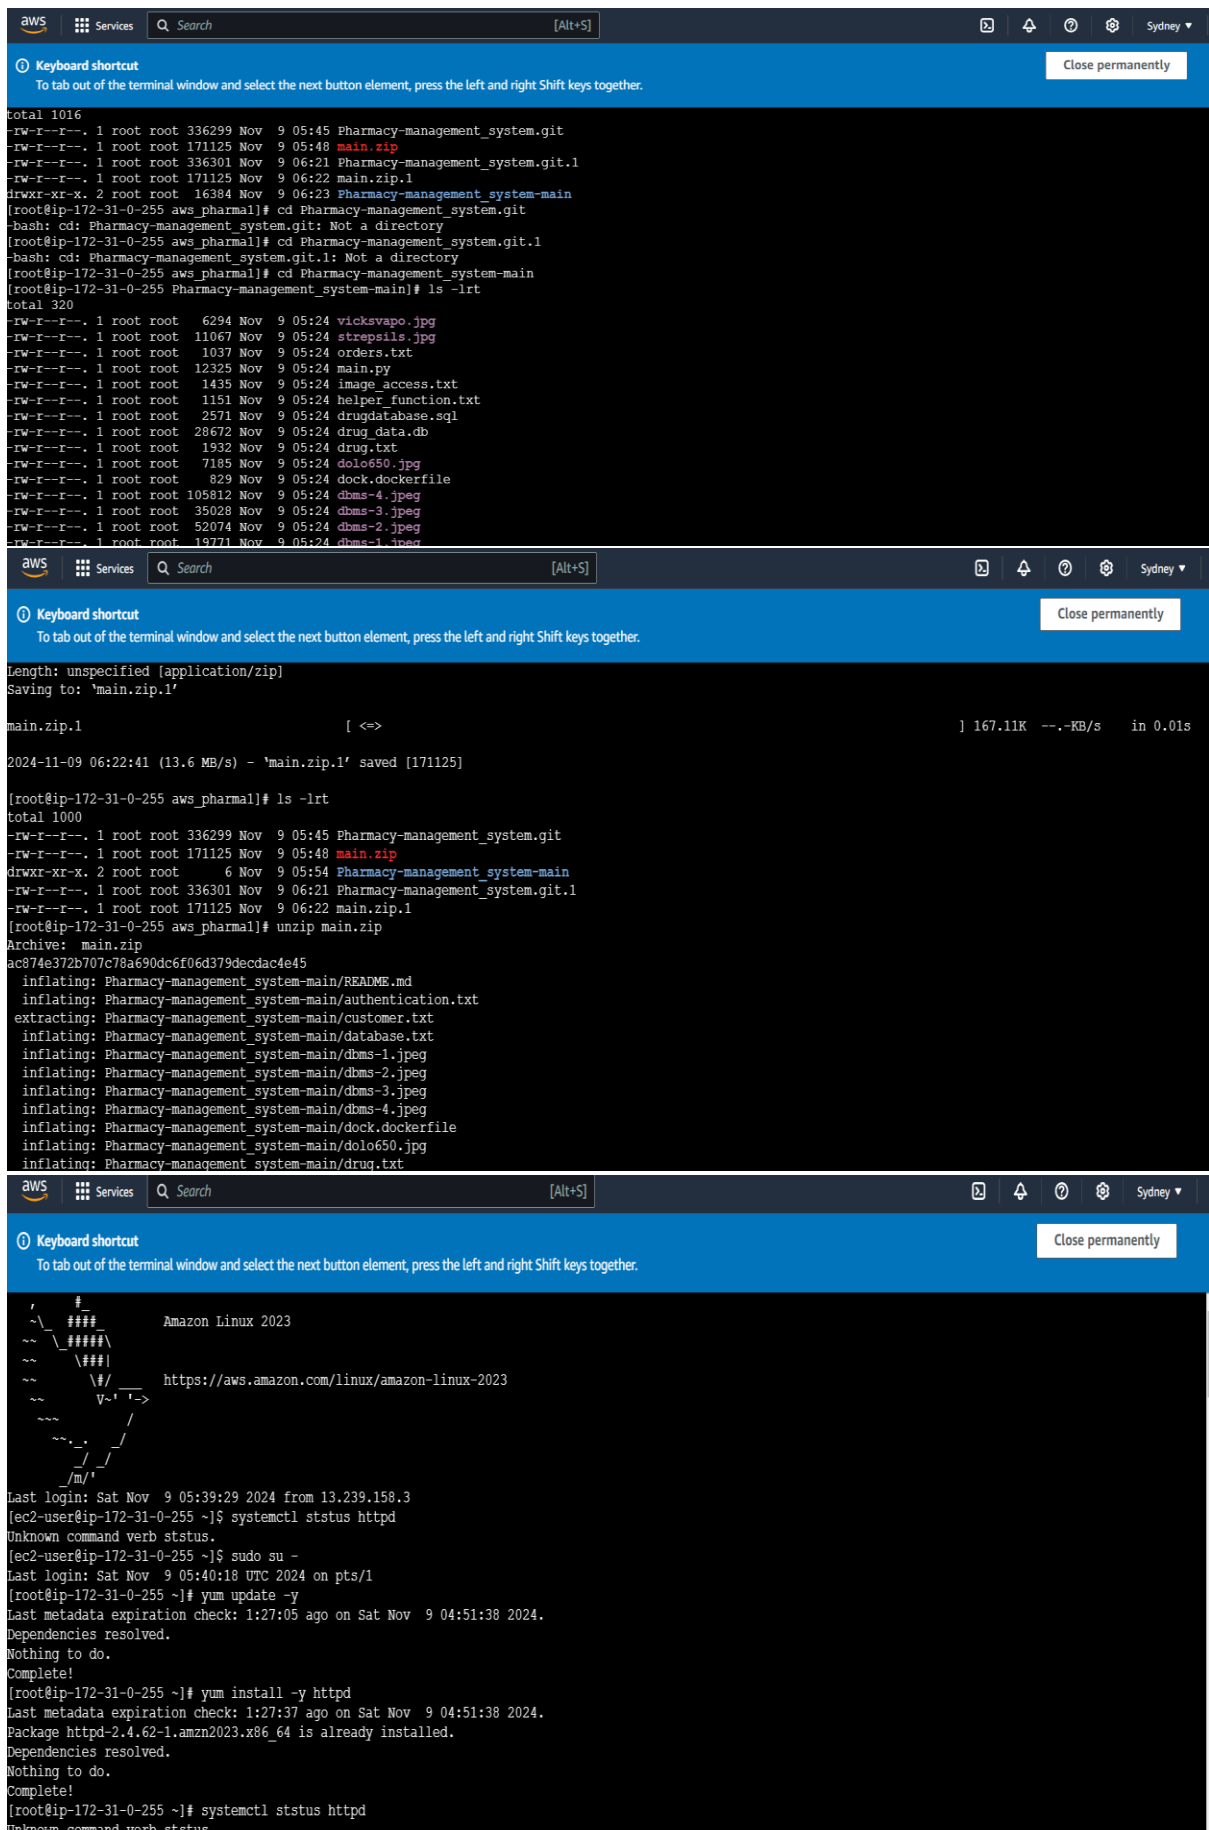 aws Services Search [Alt+S] Sydney ▼
Keyboard shortcut Close permanently
To tab out of the terminal window and select the next button element, press the left and right Shift keys together.
total 1016
-rw-r--r--. 1 root root 336299 Nov  9 05:45 Pharmacy-management_system.git
-rw-r--r--. 1 root root 171125 Nov  9 05:48 main.zip
-rw-r--r--. 1 root root 336301 Nov  9 06:21 Pharmacy-management_system.git.1
-rw-r--r--. 1 root root 171125 Nov  9 06:22 main.zip.1
drwxr-xr-x. 2 root root  16384 Nov  9 06:23 Pharmacy-management_system-main
[root@ip-172-31-0-255 aws_pharma1]# cd Pharmacy-management_system.git
-bash: cd: Pharmacy-management_system.git: Not a directory
[root@ip-172-31-0-255 aws_pharma1]# cd Pharmacy-management_system.git.1
-bash: cd: Pharmacy-management_system.git.1: Not a directory
[root@ip-172-31-0-255 aws_pharma1]# cd Pharmacy-management_system-main
[root@ip-172-31-0-255 Pharmacy-management_system-main]# ls -lrt
total 320
-rw-r--r--. 1 root root   6294 Nov  9 05:24 vicksvapo.jpg
-rw-r--r--. 1 root root  11067 Nov  9 05:24 strepsils.jpg
-rw-r--r--. 1 root root   1037 Nov  9 05:24 orders.txt
-rw-r--r--. 1 root root  12325 Nov  9 05:24 main.py
-rw-r--r--. 1 root root   1435 Nov  9 05:24 image_access.txt
-rw-r--r--. 1 root root   1151 Nov  9 05:24 helper_function.txt
-rw-r--r--. 1 root root   2571 Nov  9 05:24 drugdatabase.sql
-rw-r--r--. 1 root root  28672 Nov  9 05:24 drug_data.db
-rw-r--r--. 1 root root   1932 Nov  9 05:24 drug.txt
-rw-r--r--. 1 root root   7185 Nov  9 05:24 dolo650.jpg
-rw-r--r--. 1 root root    829 Nov  9 05:24 dock.dockerfile
-rw-r--r--. 1 root root 105812 Nov  9 05:24 dbms-4.jpeg
-rw-r--r--. 1 root root  35028 Nov  9 05:24 dbms-3.jpeg
-rw-r--r--. 1 root root  52074 Nov  9 05:24 dbms-2.jpeg
-rw-r--r--. 1 root root  19771 Nov  9 05:24 dbms-1.jpeg
aws Services Search [Alt+S] Sydney ▼
Keyboard shortcut Close permanently
To tab out of the terminal window and select the next button element, press the left and right Shift keys together.
Length: unspecified [application/zip]
Saving to: ‘main.zip.1’
main.zip.1 [ <=> ] 167.11K --.-KB/s in 0.01s
2024-11-09 06:22:41 (13.6 MB/s) - ‘main.zip.1’ saved [171125]
[root@ip-172-31-0-255 aws_pharma1]# ls -lrt
total 1000
-rw-r--r--. 1 root root 336299 Nov  9 05:45 Pharmacy-management_system.git
-rw-r--r--. 1 root root 171125 Nov  9 05:48 main.zip
drwxr-xr-x. 2 root root      6 Nov  9 05:54 Pharmacy-management_system-main
-rw-r--r--. 1 root root 336301 Nov  9 06:21 Pharmacy-management_system.git.1
-rw-r--r--. 1 root root 171125 Nov  9 06:22 main.zip.1
[root@ip-172-31-0-255 aws_pharma1]# unzip main.zip
Archive:  main.zip
ac874e372b707c78a690dc6f06d379decdac4e45
inflating: Pharmacy-management_system-main/README.md
inflating: Pharmacy-management_system-main/authentication.txt
extracting: Pharmacy-management_system-main/customer.txt
inflating: Pharmacy-management_system-main/database.txt
inflating: Pharmacy-management_system-main/dbms-1.jpeg
inflating: Pharmacy-management_system-main/dbms-2.jpeg
inflating: Pharmacy-management_system-main/dbms-3.jpeg
inflating: Pharmacy-management_system-main/dbms-4.jpeg
inflating: Pharmacy-management_system-main/dock.dockerfile
inflating: Pharmacy-management_system-main/dolo650.jpg
inflating: Pharmacy-management_system-main/drug.txt
aws Services Search [Alt+S] Sydney ▼
Keyboard shortcut Close permanently
To tab out of the terminal window and select the next button element, press the left and right Shift keys together.
   ,     #_
   ~\_  ####_        Amazon Linux 2023
  ~~  \_#####\
  ~~     \###|
  ~~       \#/ ___   https://aws.amazon.com/linux/amazon-linux-2023
   ~~       V~' '->
    ~~~         /
      ~~._.   _/
         _/ _/
       _/m/'
Last login: Sat Nov  9 05:39:29 2024 from 13.239.158.3
[ec2-user@ip-172-31-0-255 ~]$ systemctl ststus httpd
Unknown command verb ststus.
[ec2-user@ip-172-31-0-255 ~]$ sudo su -
Last login: Sat Nov  9 05:40:18 UTC 2024 on pts/1
[root@ip-172-31-0-255 ~]# yum update -y
Last metadata expiration check: 1:27:05 ago on Sat Nov  9 04:51:38 2024.
Dependencies resolved.
Nothing to do.
Complete!
[root@ip-172-31-0-255 ~]# yum install -y httpd
Last metadata expiration check: 1:27:37 ago on Sat Nov  9 04:51:38 2024.
Package httpd-2.4.62-1.amzn2023.x86_64 is already installed.
Dependencies resolved.
Nothing to do.
Complete!
[root@ip-172-31-0-255 ~]# systemctl ststus httpd
Unknown command verb ststus.